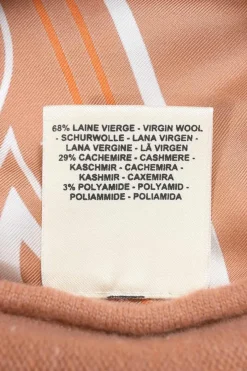 68% LAINE VIERGE - VIRGIN WOOL
- SCHURWOLLE - LANA VIRGEN -
LANA VERGINE - LÃ VIRGEN
29% CACHEMIRE - CASHMERE -
KASCHMIR - CACHEMIRA -
KASHMIR - CAXEMIRA
3% POLYAMIDE - POLYAMID -
POLIAMMIDE - POLIAMIDA